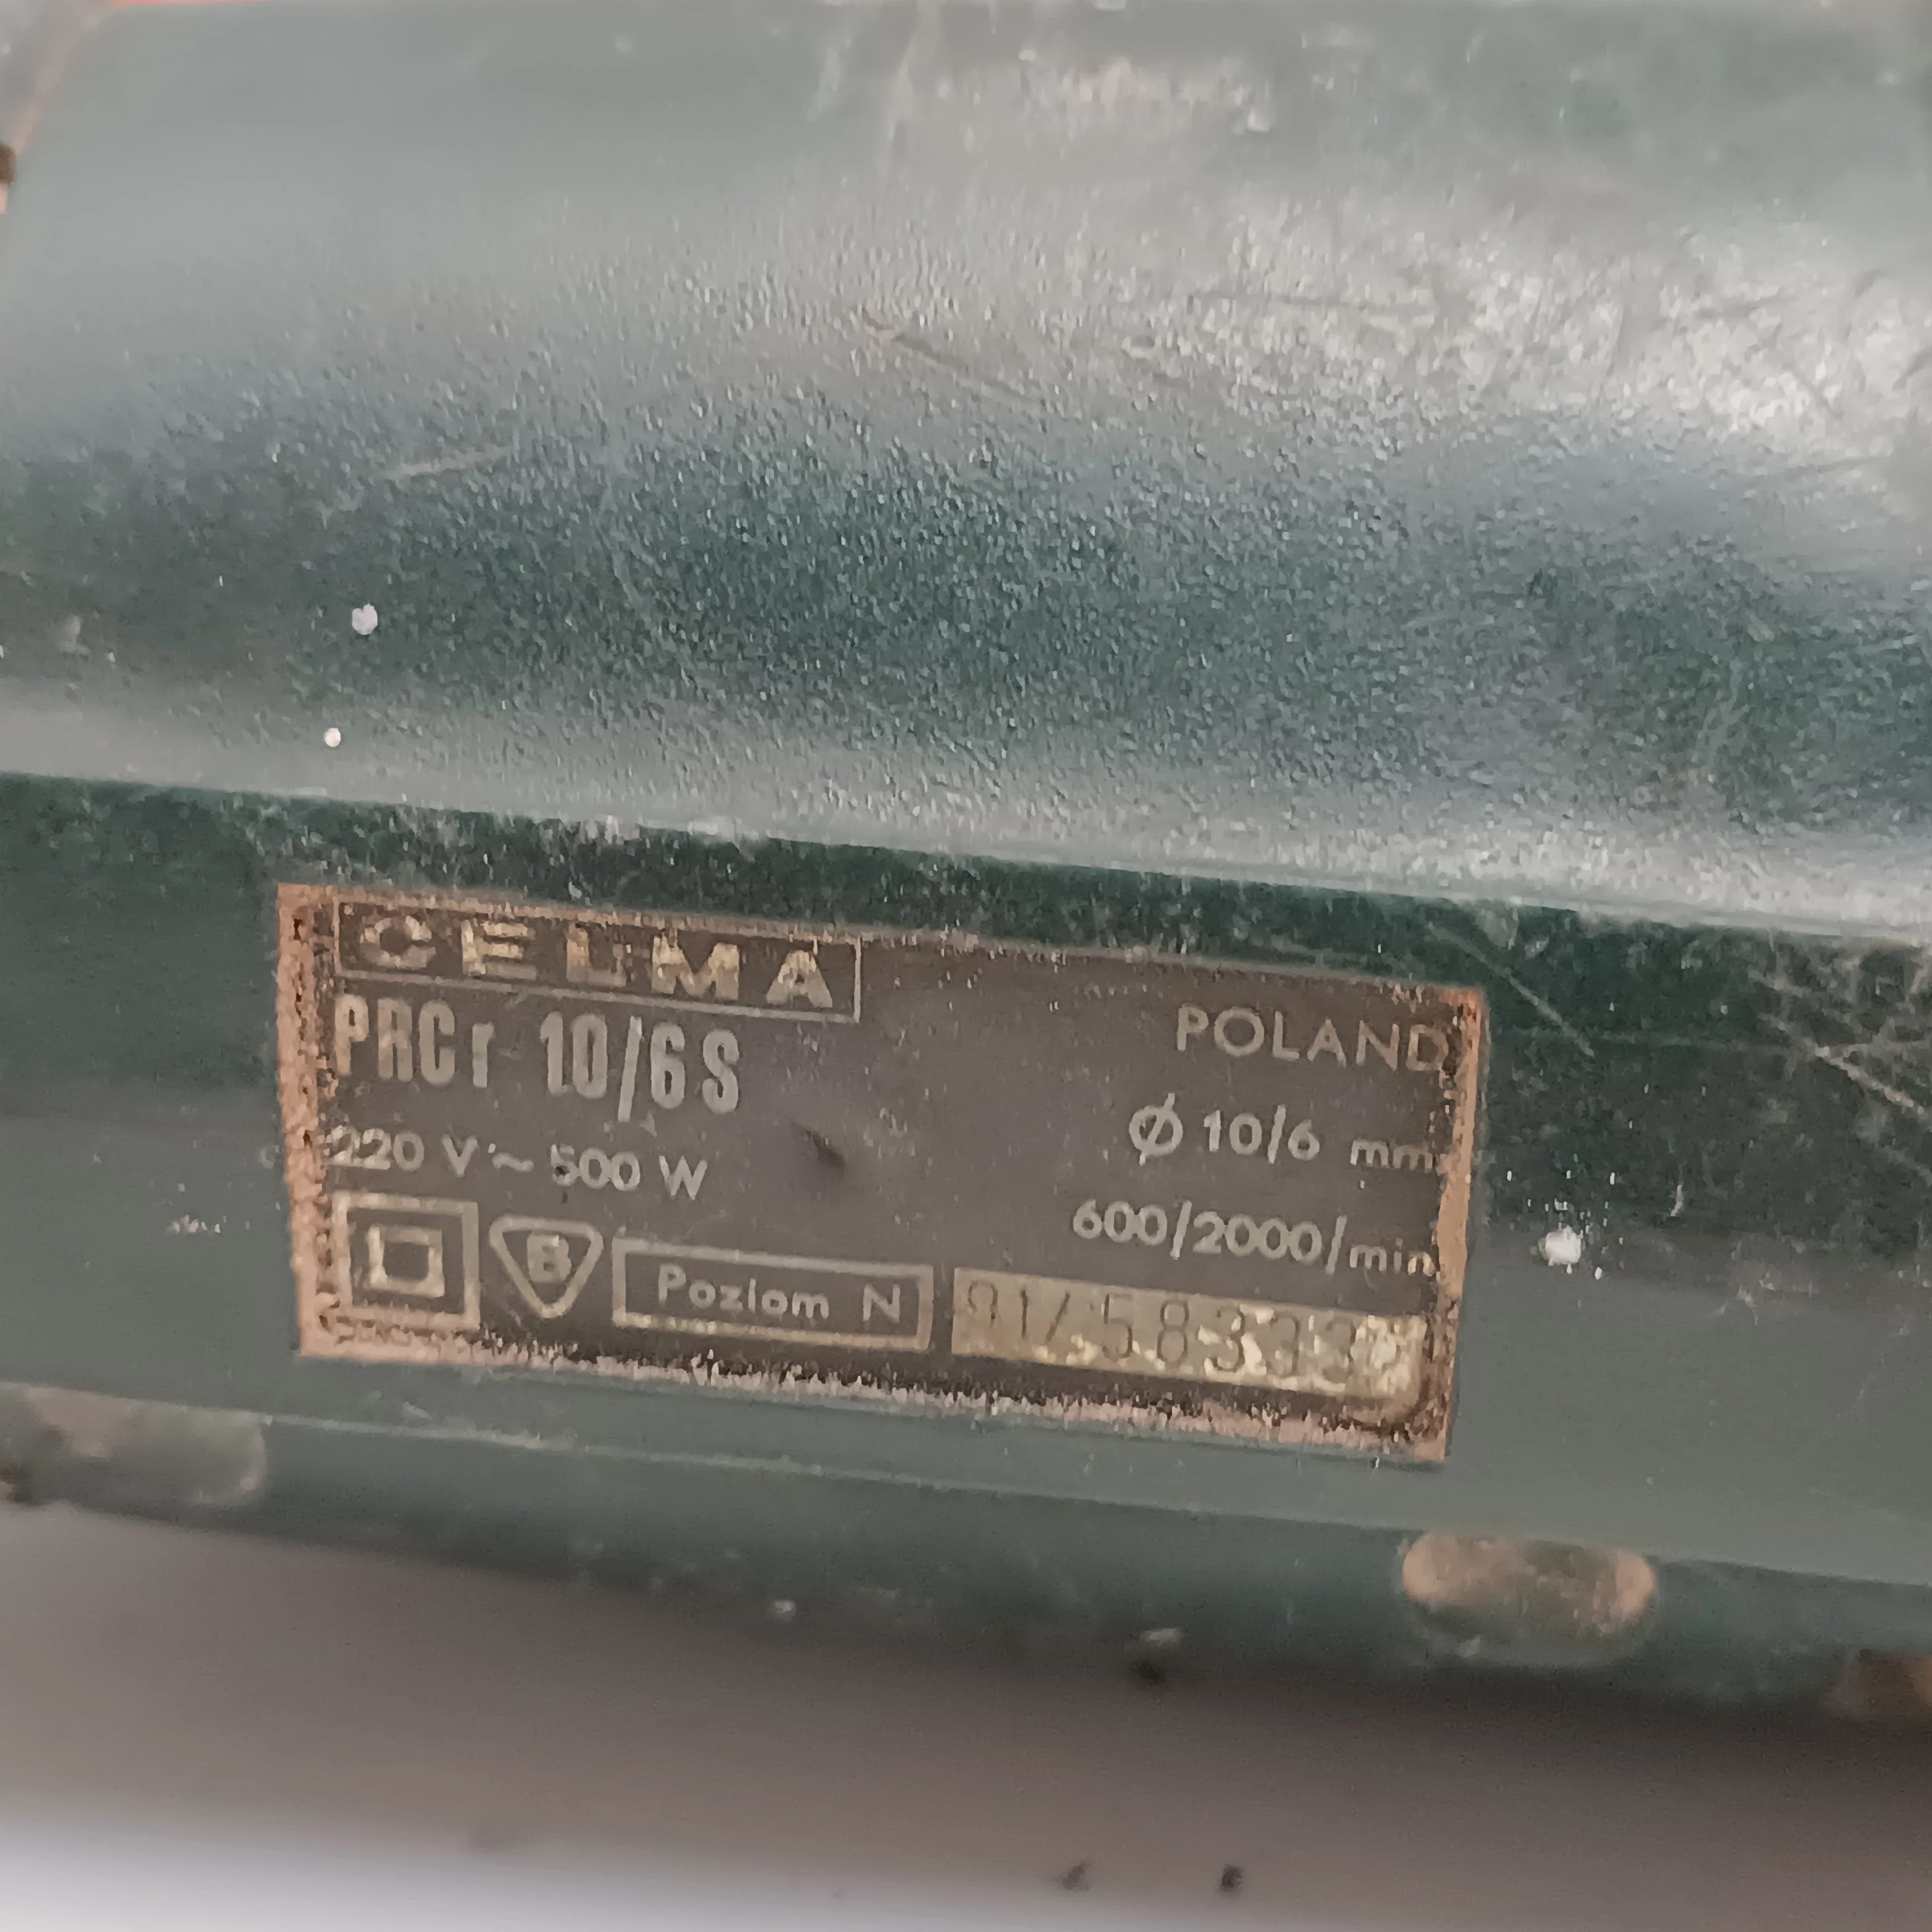 CELMA
PRCr 10/6S
POLAND
220 V ~ 500 W
Ø 10/6 mm
600/2000/min
B
Poziom N